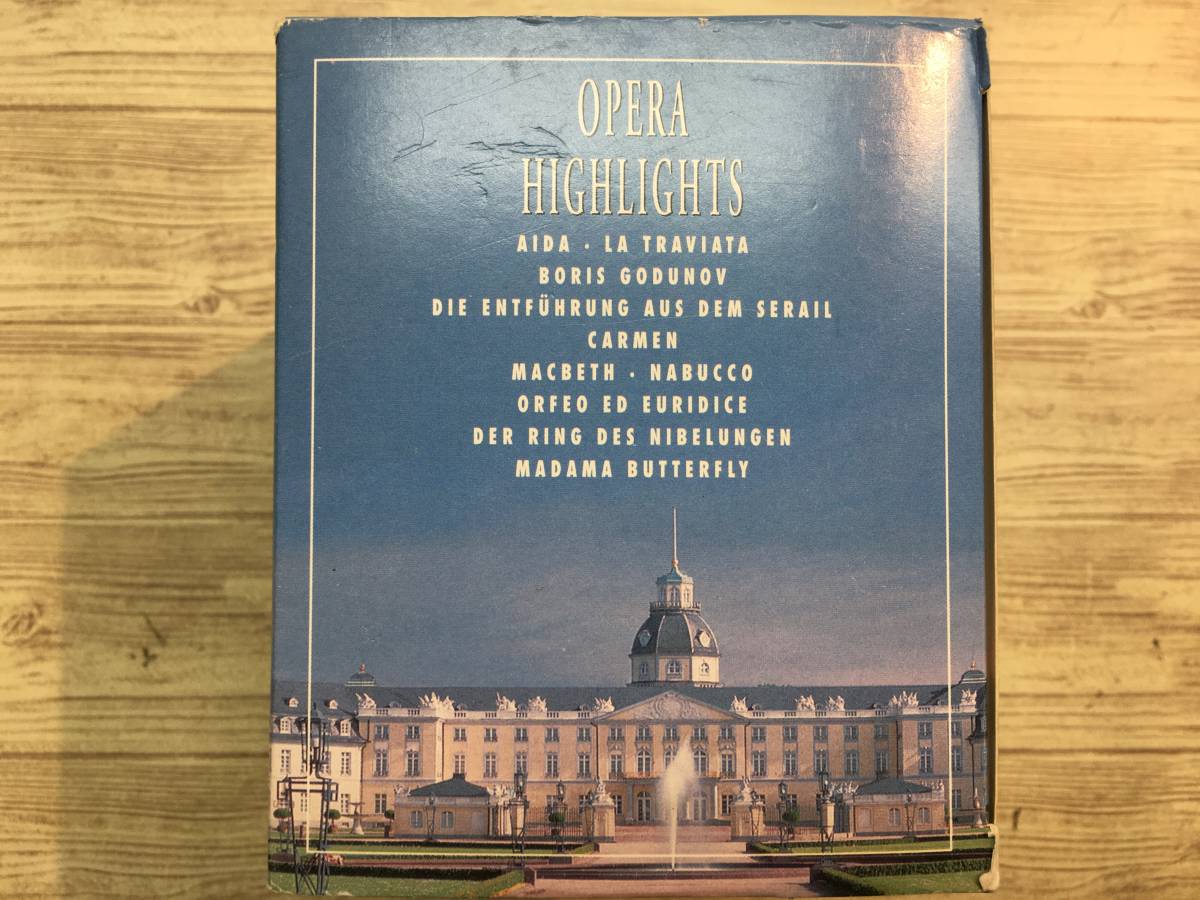 OPERA
HIGHLIGHTS
AIDA · LA TRAVIATA
BORIS GODUNOV
DIE ENTFÜHRUNG AUS DEM SERAIL
CARMEN
MACBETH · NABUCCO
ORFEO ED EURIDICE
DER RING DES NIBELUNGEN
MADAMA BUTTERFLY